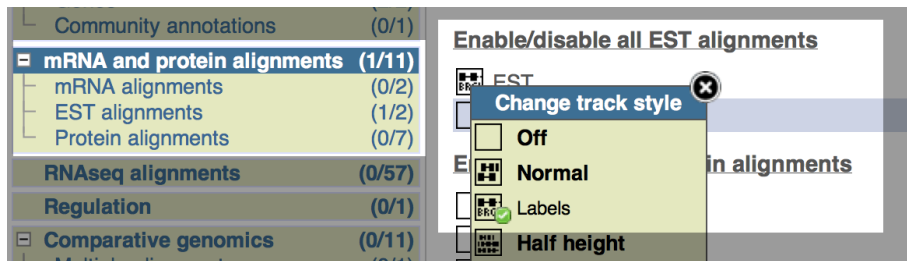 Community annotations (0/1)
mRNA and protein alignments (1/11)
mRNA alignments (0/2)
EST alignments (1/2)
Protein alignments (0/7)
RNAseq alignments (0/57)
Regulation (0/1)
Comparative genomics (0/11)
Enable/disable all EST alignments
EST
Change track style
Off
in alignments
Normal
Labels
Half height